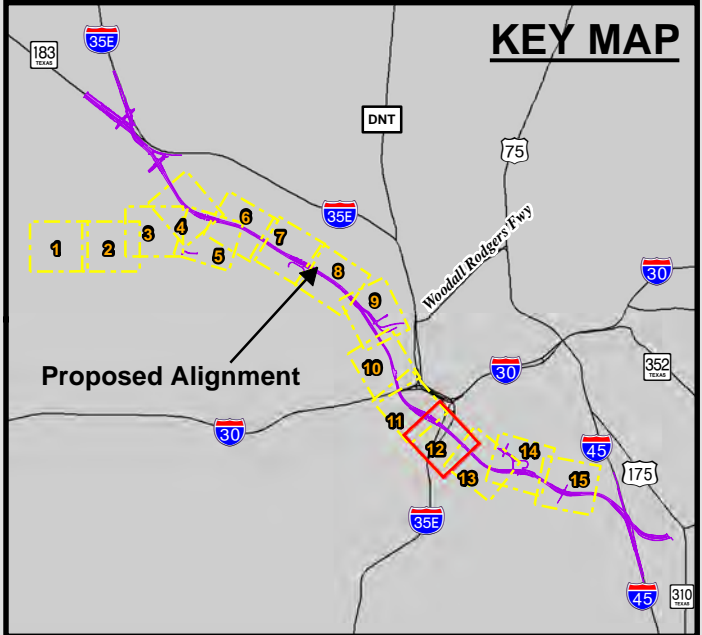 KEY MAP
35E
183
TEXAS
DNT
75
35E
Woodall Rodgers Fwy
6
4
3
7
1
2
5
8
30
9
10
Proposed Alignment
30
352
TEXAS
11
30
12
14
45
175
13
15
35E
45
310
TEXAS